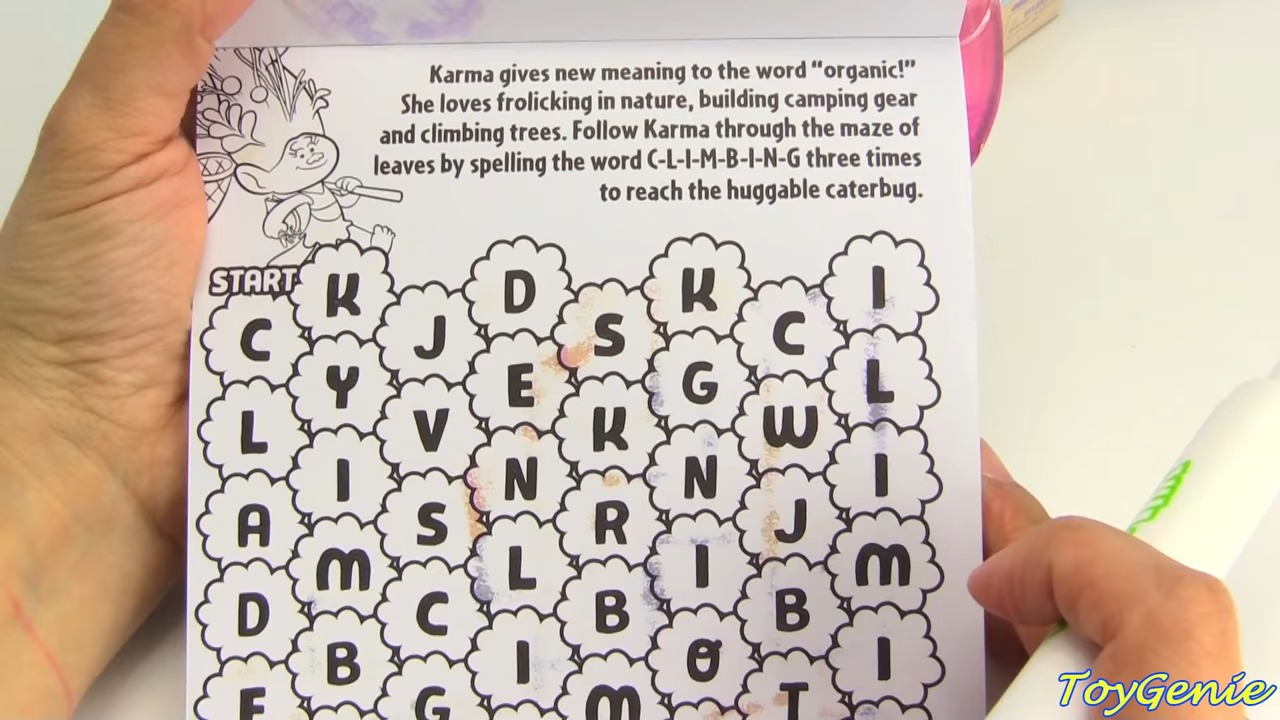 Karma gives new meaning to the word “organic!”
She loves frolicking in nature, building camping gear
and climbing trees. Follow Karma through the maze of
leaves by spelling the word C-L-I-M-B-I-N-G three times
to reach the huggable caterbug.
START
K D K I
C J S C
Y E G L
L V K W
I N N I
A S R J
M L I M
D C B B
B I O I
E G M T
ToyGenie